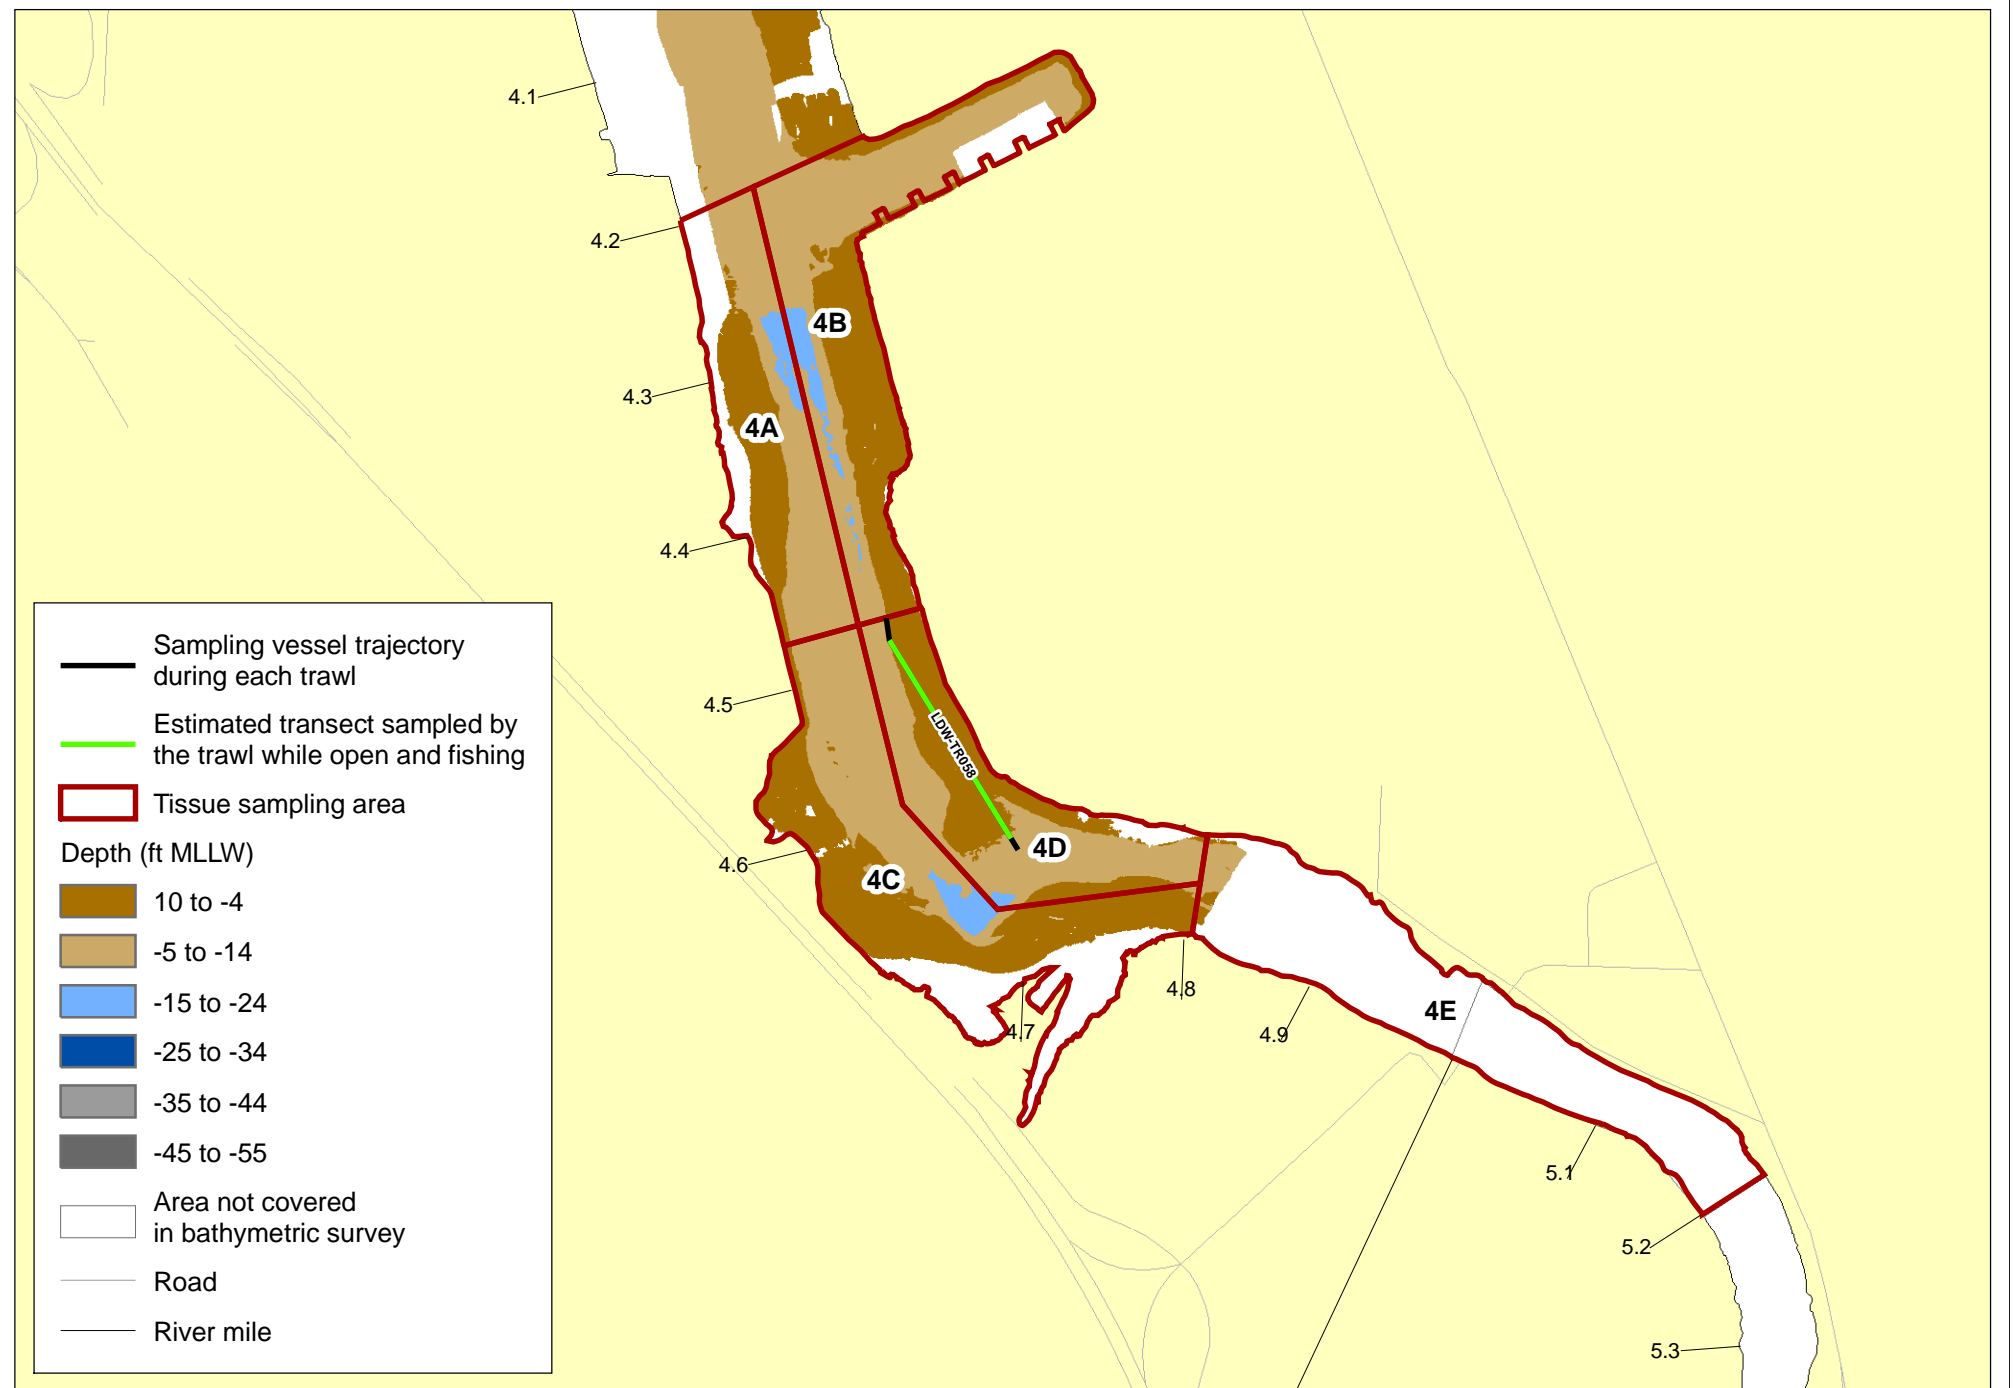 4.1
4.2
4B
4.3
4A
4.4
4.5
LDW-TR058
4.6
4D
4C
4.7
4.8
4.9
4E
5.1
5.2
5.3
Sampling vessel trajectory
during each trawl
Estimated transect sampled by
the trawl while open and fishing
Tissue sampling area
Depth (ft MLLW)
10 to -4
-5 to -14
-15 to -24
-25 to -34
-35 to -44
-45 to -55
Area not covered
in bathymetric survey
Road
River mile